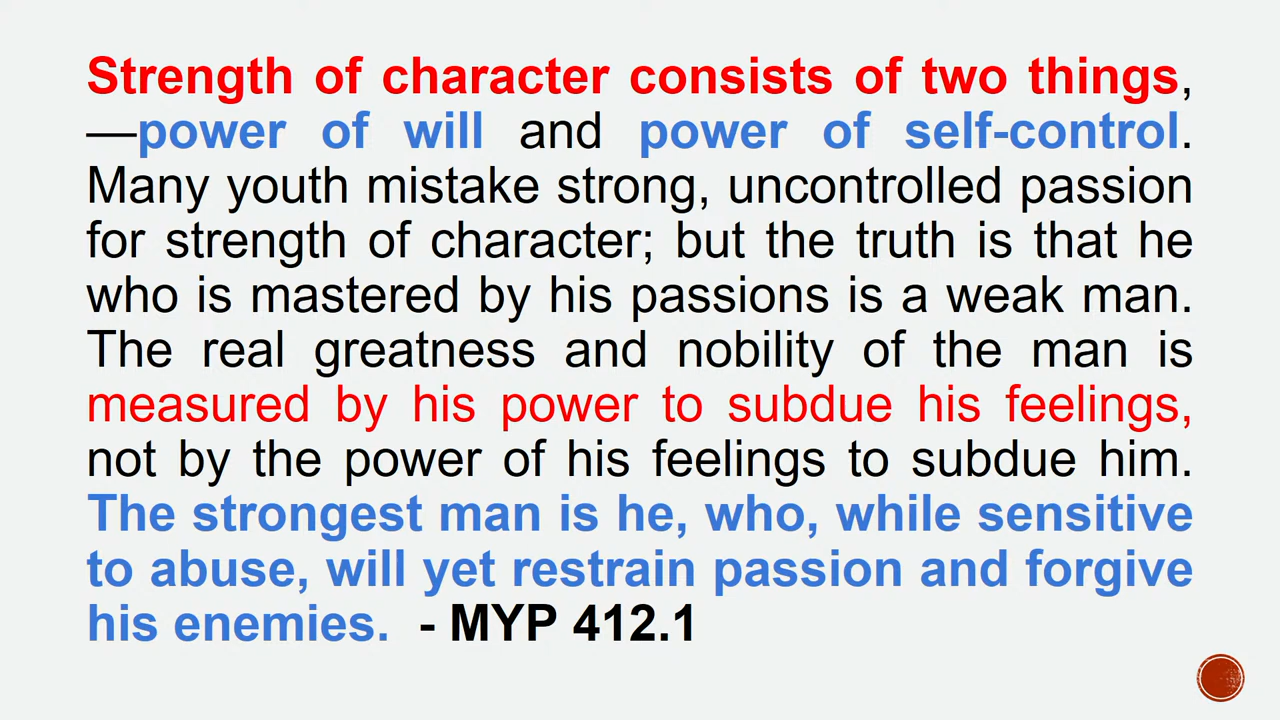 Strength of character consists of two things,
—power of will and power of self-control.
Many youth mistake strong, uncontrolled passion
for strength of character; but the truth is that he
who is mastered by his passions is a weak man.
The real greatness and nobility of the man is
measured by his power to subdue his feelings,
not by the power of his feelings to subdue him.
The strongest man is he, who, while sensitive
to abuse, will yet restrain passion and forgive
his enemies. - MYP 412.1